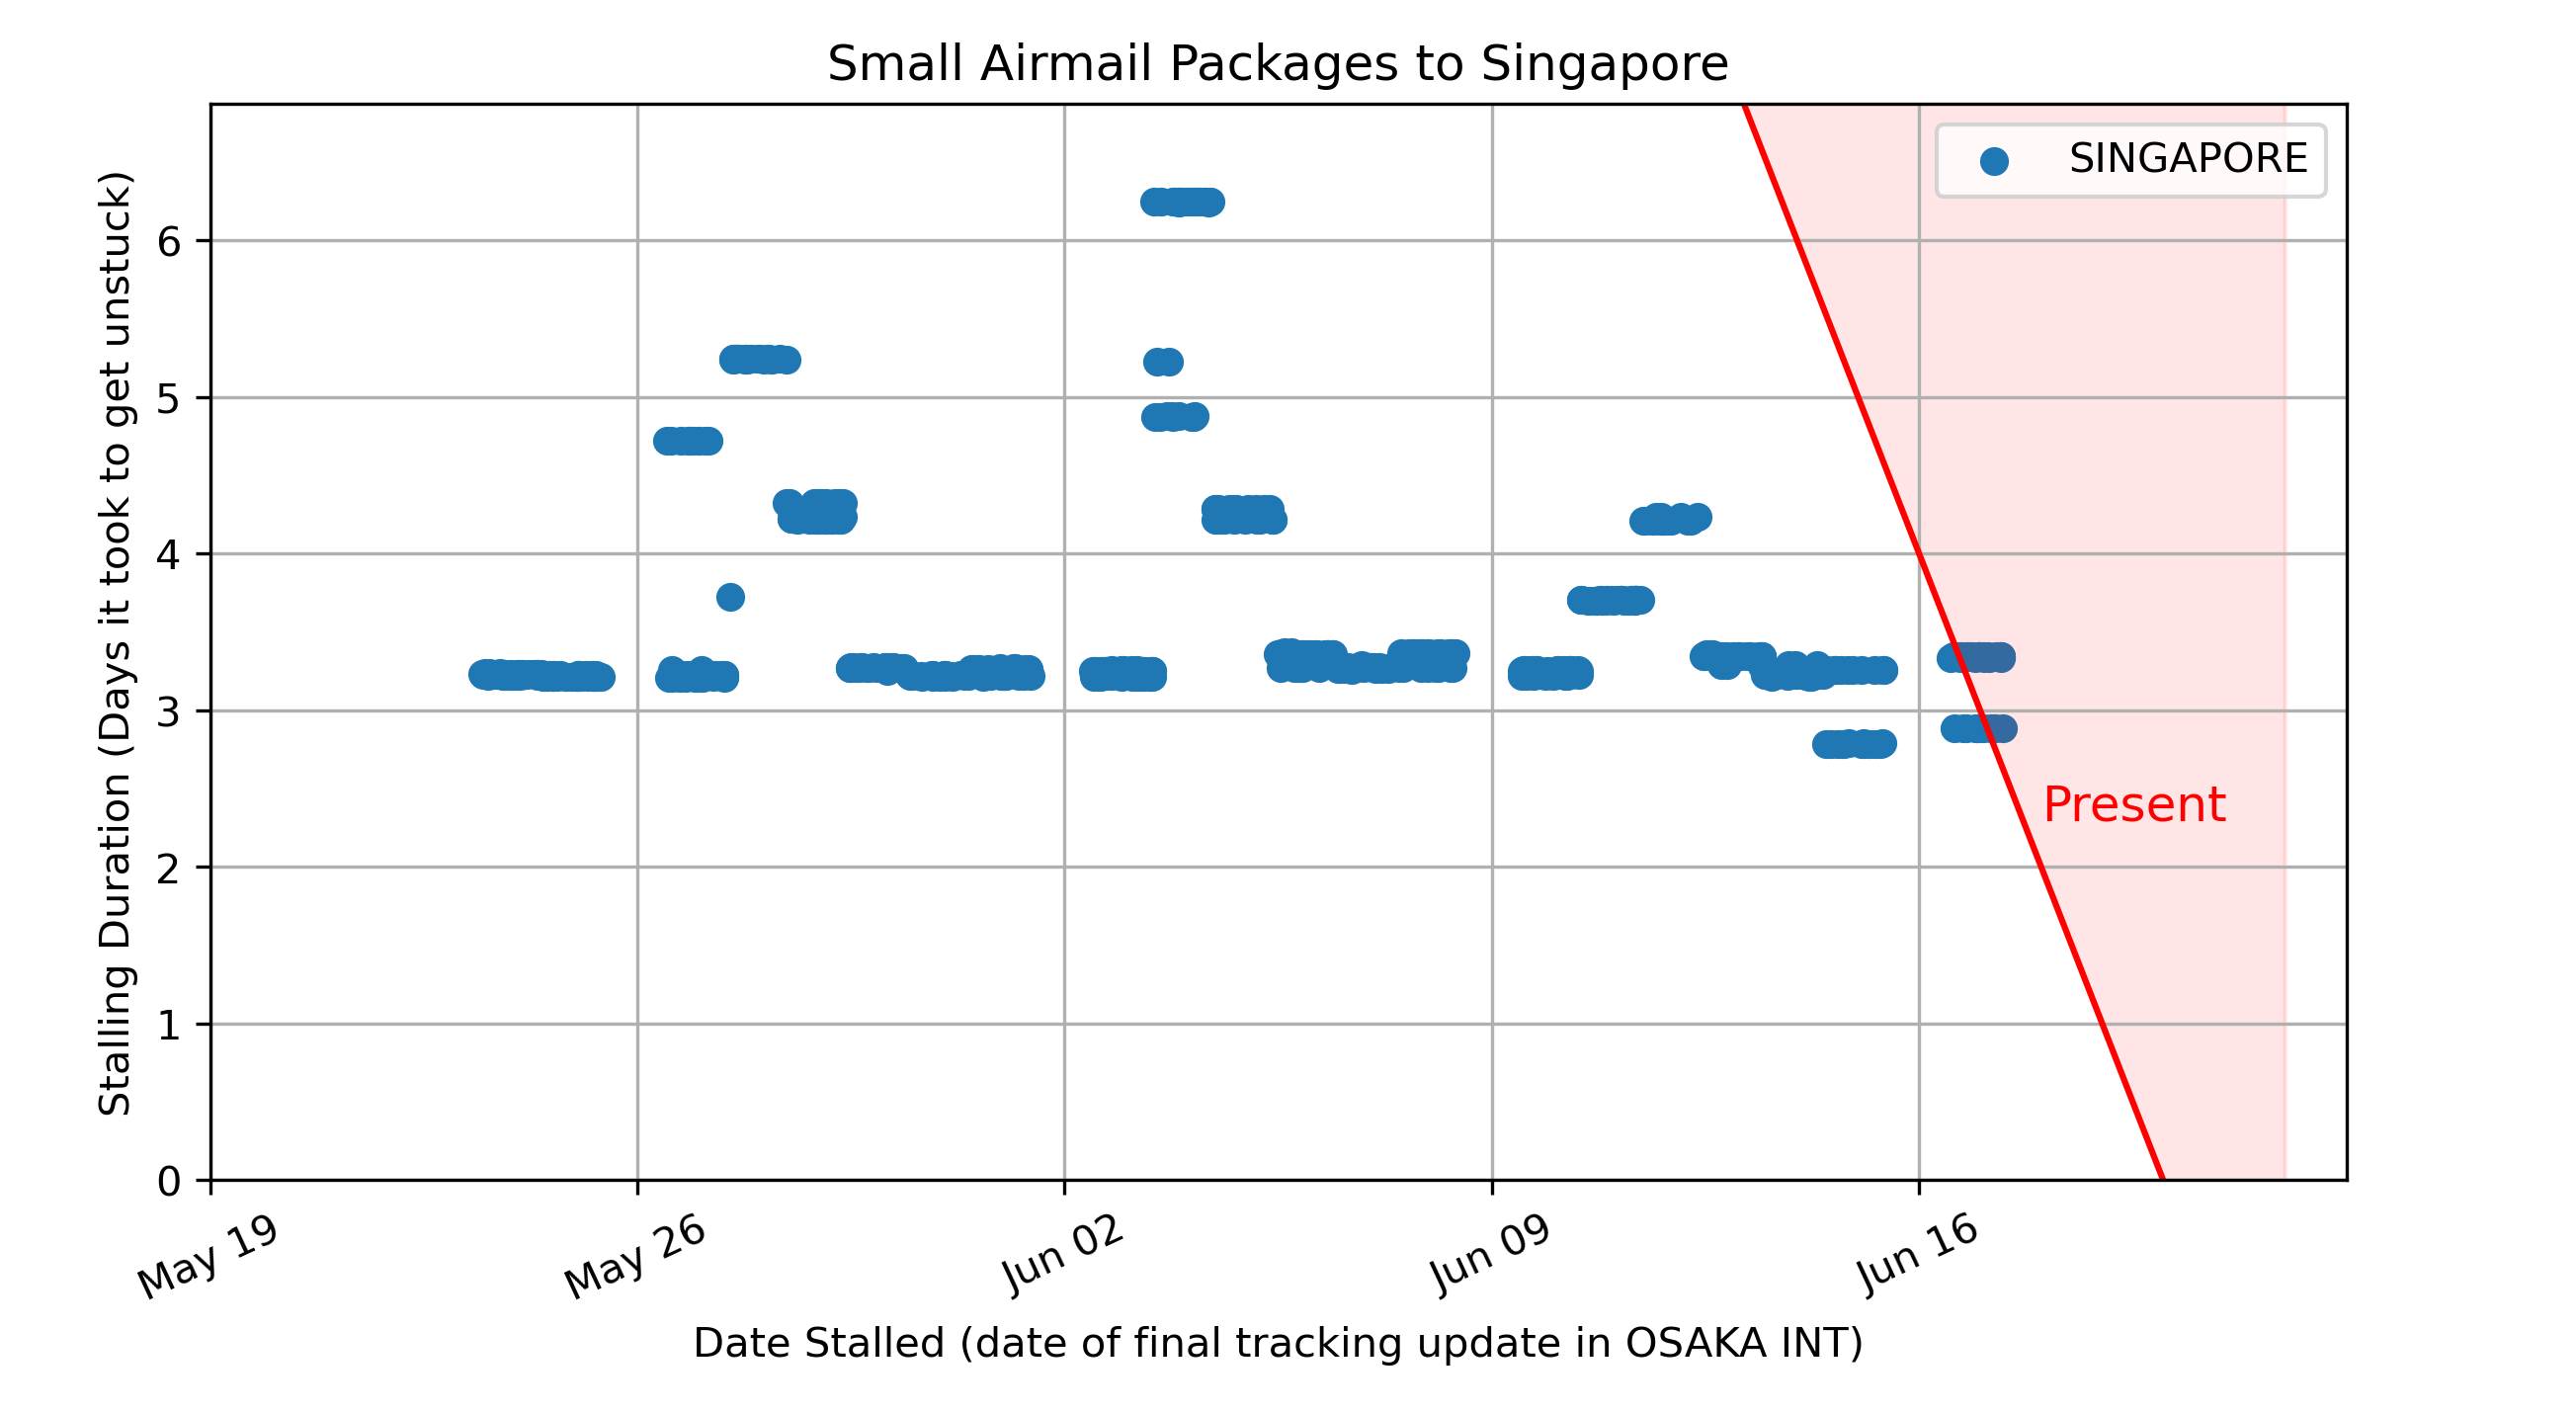 Small Airmail Packages to Singapore
SINGAPORE
Stalling Duration (Days it took to get unstuck)
6
5
4
3
2
1
0
Present
May 19
May 26
Jun 02
Jun 09
Jun 16
Date Stalled (date of final tracking update in OSAKA INT)